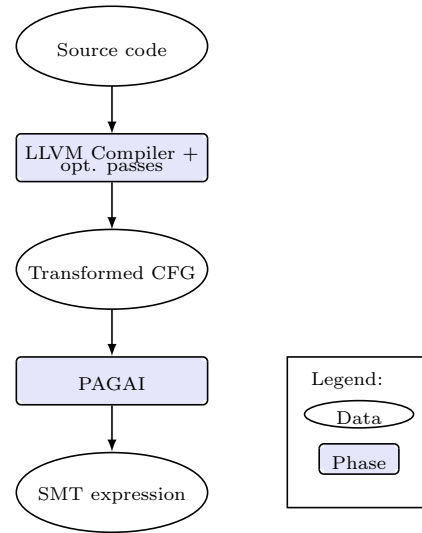 Source code
LLVM Compiler +
opt. passes
Transformed CFG
PAGAI
SMT expression
Legend:
Data
Phase